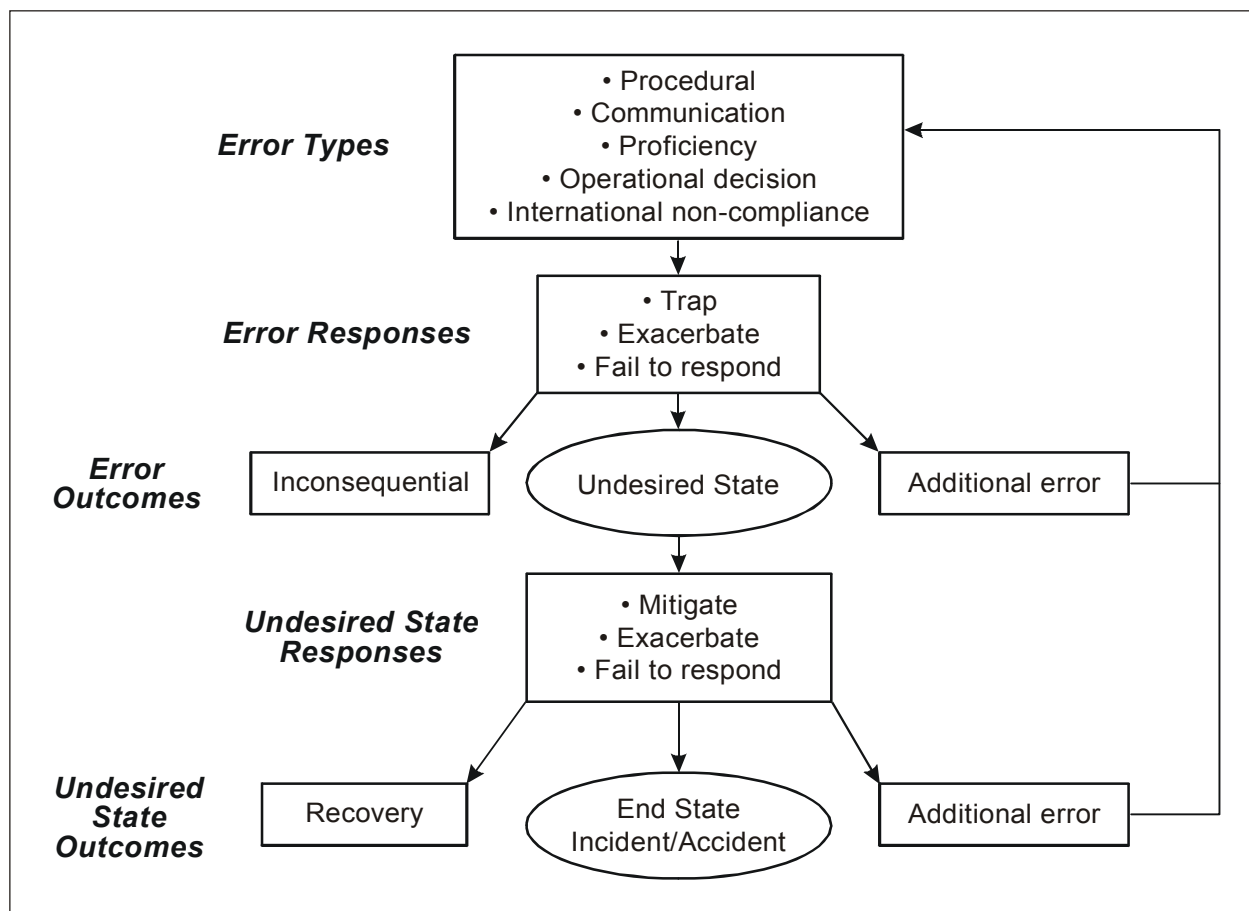 • Procedural
• Communication
Error Types
• Proficiency
• Operational decision
• International non-compliance
• Trap
Error Responses
• Exacerbate
• Fail to respond
Error
Outcomes
Inconsequential
Undesired State
Additional error
Undesired State
Responses
• Mitigate
• Exacerbate
• Fail to respond
Undesired
State
Outcomes
Recovery
End State
Incident/Accident
Additional error